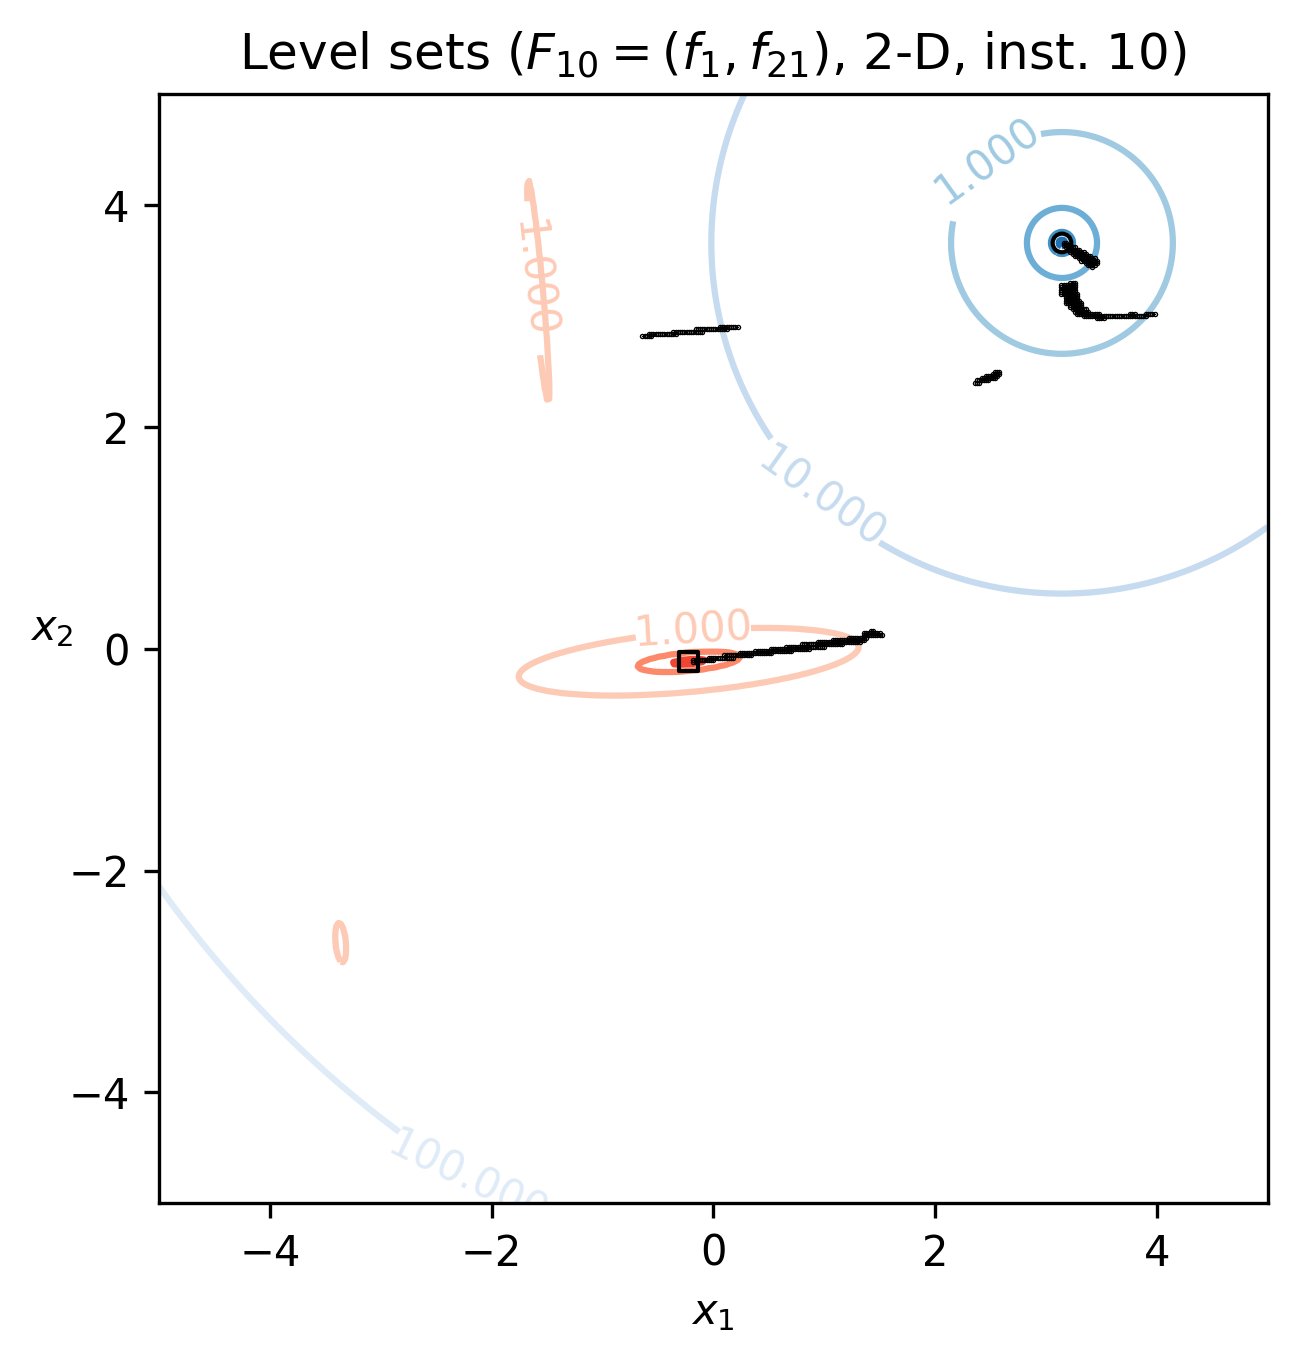 Level sets (F₁₀ = (f₁, f₂₁), 2-D, inst. 10)
1.000
1.000
10.000
1.000
100.000
4
2
0
−2
−4
x₂
−4 −2 0 2 4
x₁